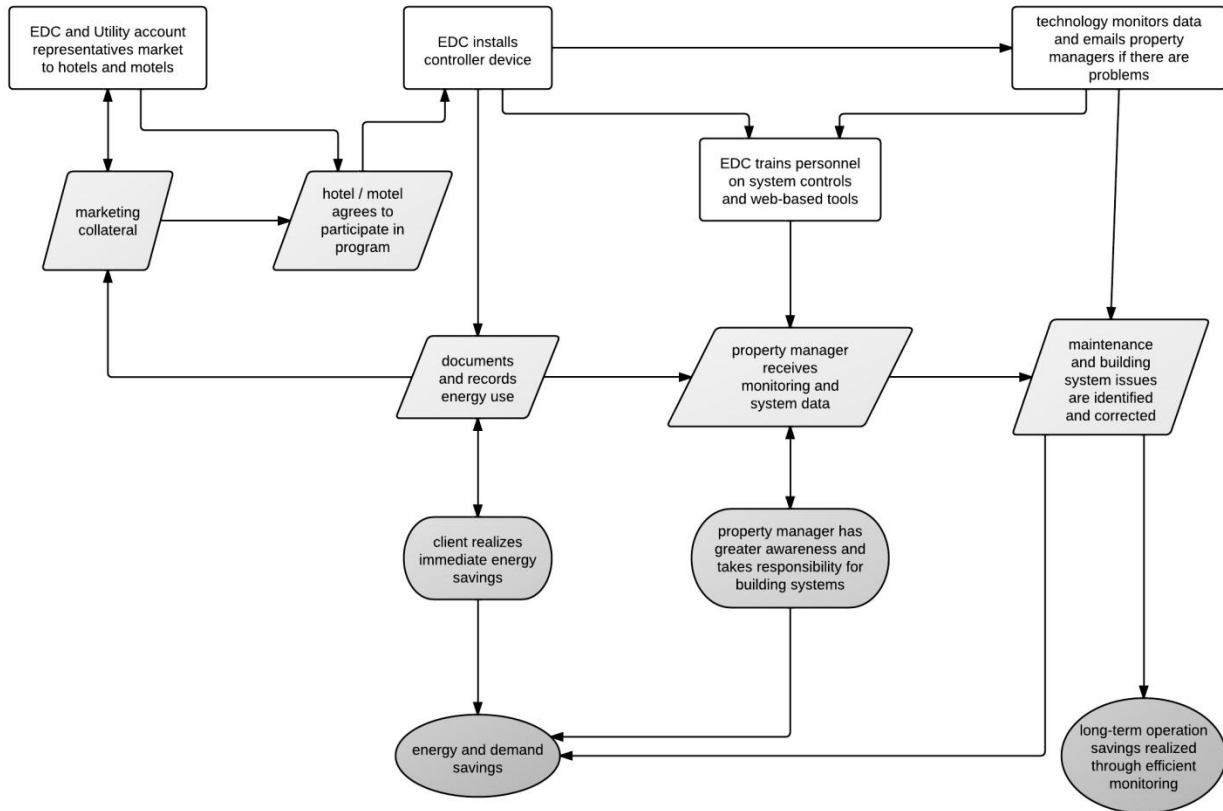 EDC and Utility account
representatives market
to hotels and motels
EDC installs
controller device
technology monitors data
and emails property
managers if there are
problems
marketing
collateral
hotel / motel
agrees to
participate in
program
EDC trains personnel
on system controls
and web-based tools
documents
and records
energy use
property manager
receives
monitoring and
system data
maintenance
and building
system issues
are identified
and corrected
client realizes
immediate energy
savings
property manager has
greater awareness and
takes responsibility for
building systems
energy and demand
savings
long-term operation
savings realized
through efficient
monitoring